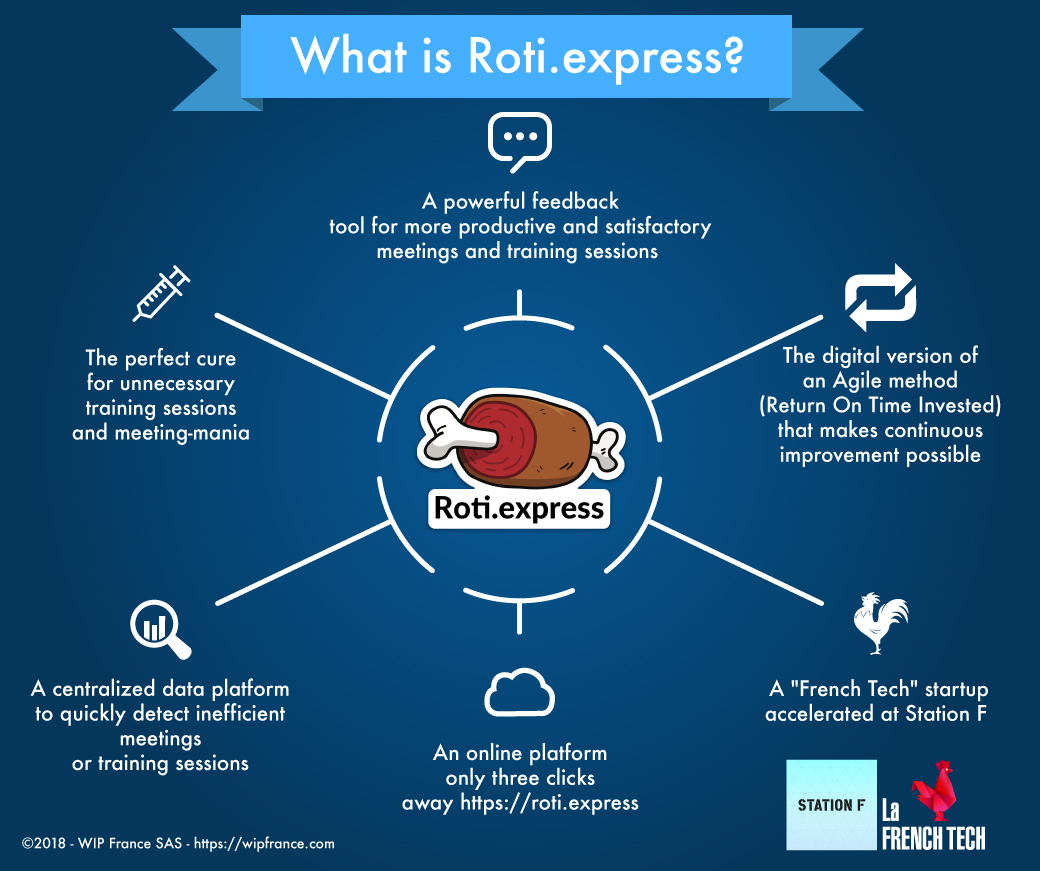 What is Roti.express?
A powerful feedback
tool for more productive and satisfactory
meetings and training sessions
The perfect cure
for unnecessary
training sessions
and meeting-mania
The digital version of
an Agile method
(Return On Time Invested)
that makes continuous
improvement possible
Roti.express
A centralized data platform
to quickly detect inefficient
meetings
or training sessions
An online platform
only three clicks
away https://roti.express
A "French Tech" startup
accelerated at Station F
STATION F
La
FRENCH TECH
©2018 - WIP France SAS - https://wipfrance.com